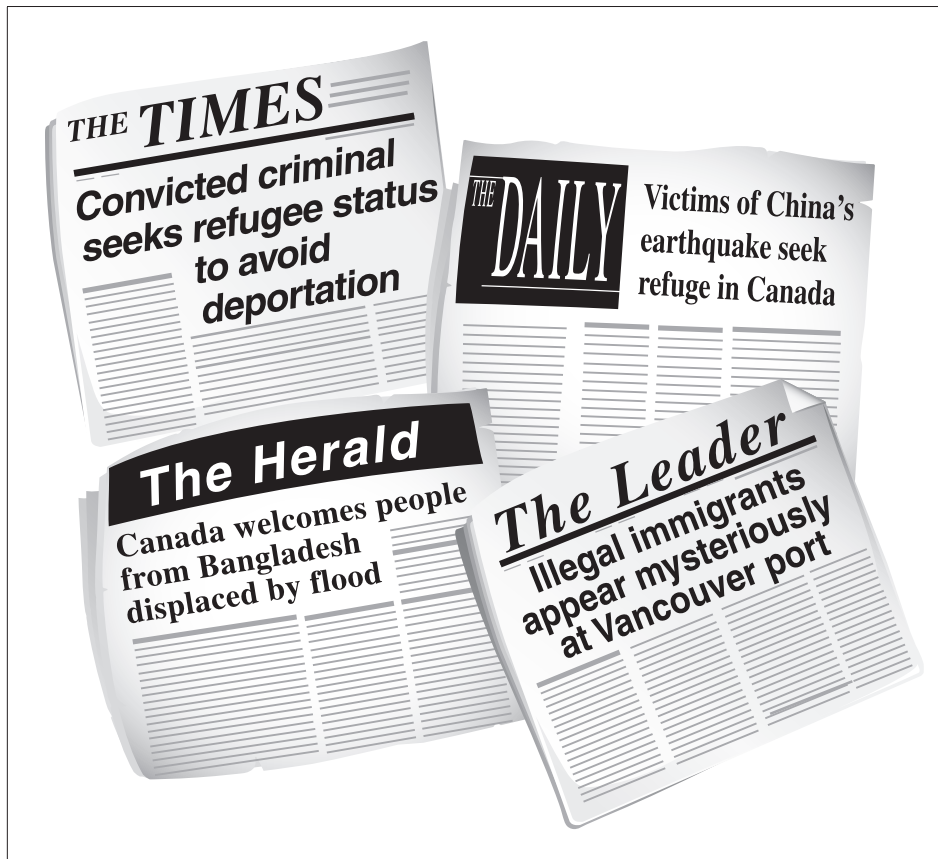 THE TIMES
Convicted criminal
seeks refugee status
to avoid
deportation
THE DAILY
Victims of China's
earthquake seek
refuge in Canada
The Herald
Canada welcomes people
from Bangladesh
displaced by flood
The Leader
Illegal immigrants
appear mysteriously
at Vancouver port